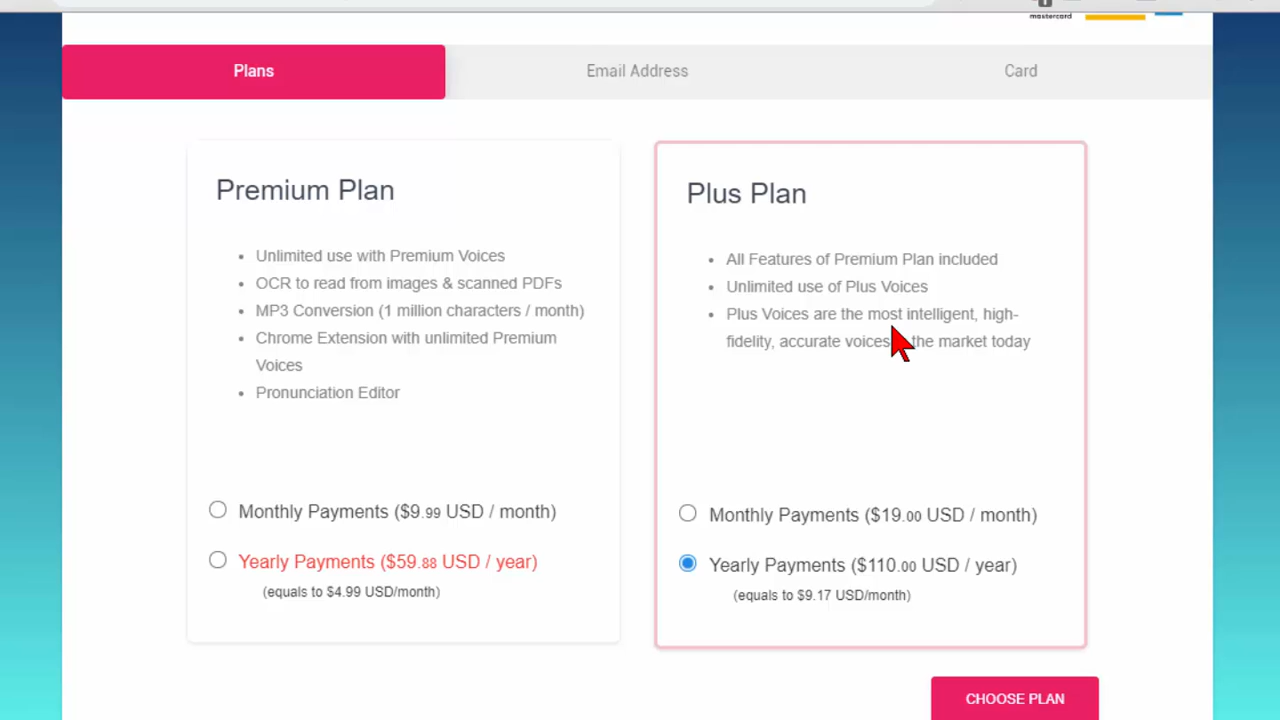 mastercard
Plans
Email Address
Card
Premium Plan
Unlimited use with Premium Voices
OCR to read from images & scanned PDFs
MP3 Conversion (1 million characters / month)
Chrome Extension with unlimited Premium
Voices
Pronunciation Editor
Monthly Payments ($9.99 USD / month)
Yearly Payments ($59.88 USD / year)
(equals to $4.99 USD/month)
Plus Plan
All Features of Premium Plan included
Unlimited use of Plus Voices
Plus Voices are the most intelligent, high-
fidelity, accurate voices the market today
Monthly Payments ($19.00 USD / month)
Yearly Payments ($110.00 USD / year)
(equals to $9.17 USD/month)
CHOOSE PLAN